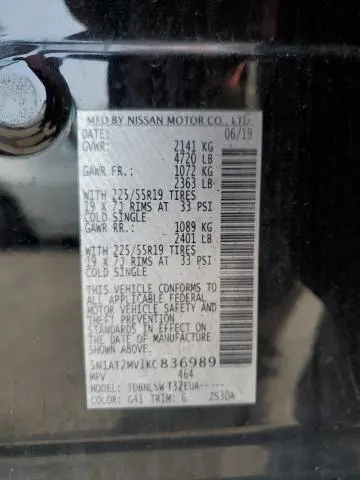 MFD BY NISSAN MOTOR CO., LTD.
DATE: 06/19
GVWR: 2141 KG
4720 LB
GAWR FR.: 1072 KG
2363 LB
WITH 225/55R19 TIRES
19 X 7J RIMS AT 33 PSI
COLD SINGLE
GAWR RR.: 1089 KG
2401 LB
WITH 225/55R19 TIRES
19 X 7J RIMS AT 33 PSI
COLD SINGLE
THIS VEHICLE CONFORMS TO
ALL APPLICABLE FEDERAL
MOTOR VEHICLE SAFETY AND
THEFT PREVENTION
STANDARDS IN EFFECT ON
THE DATE OF MANUFACTURE
SHOWN ABOVE.
5N1AT2MV1KC836989
MPV 464
MODEL: TDBNLSW T32EUA-----
COLOR: G41 TRIM: G 2530A